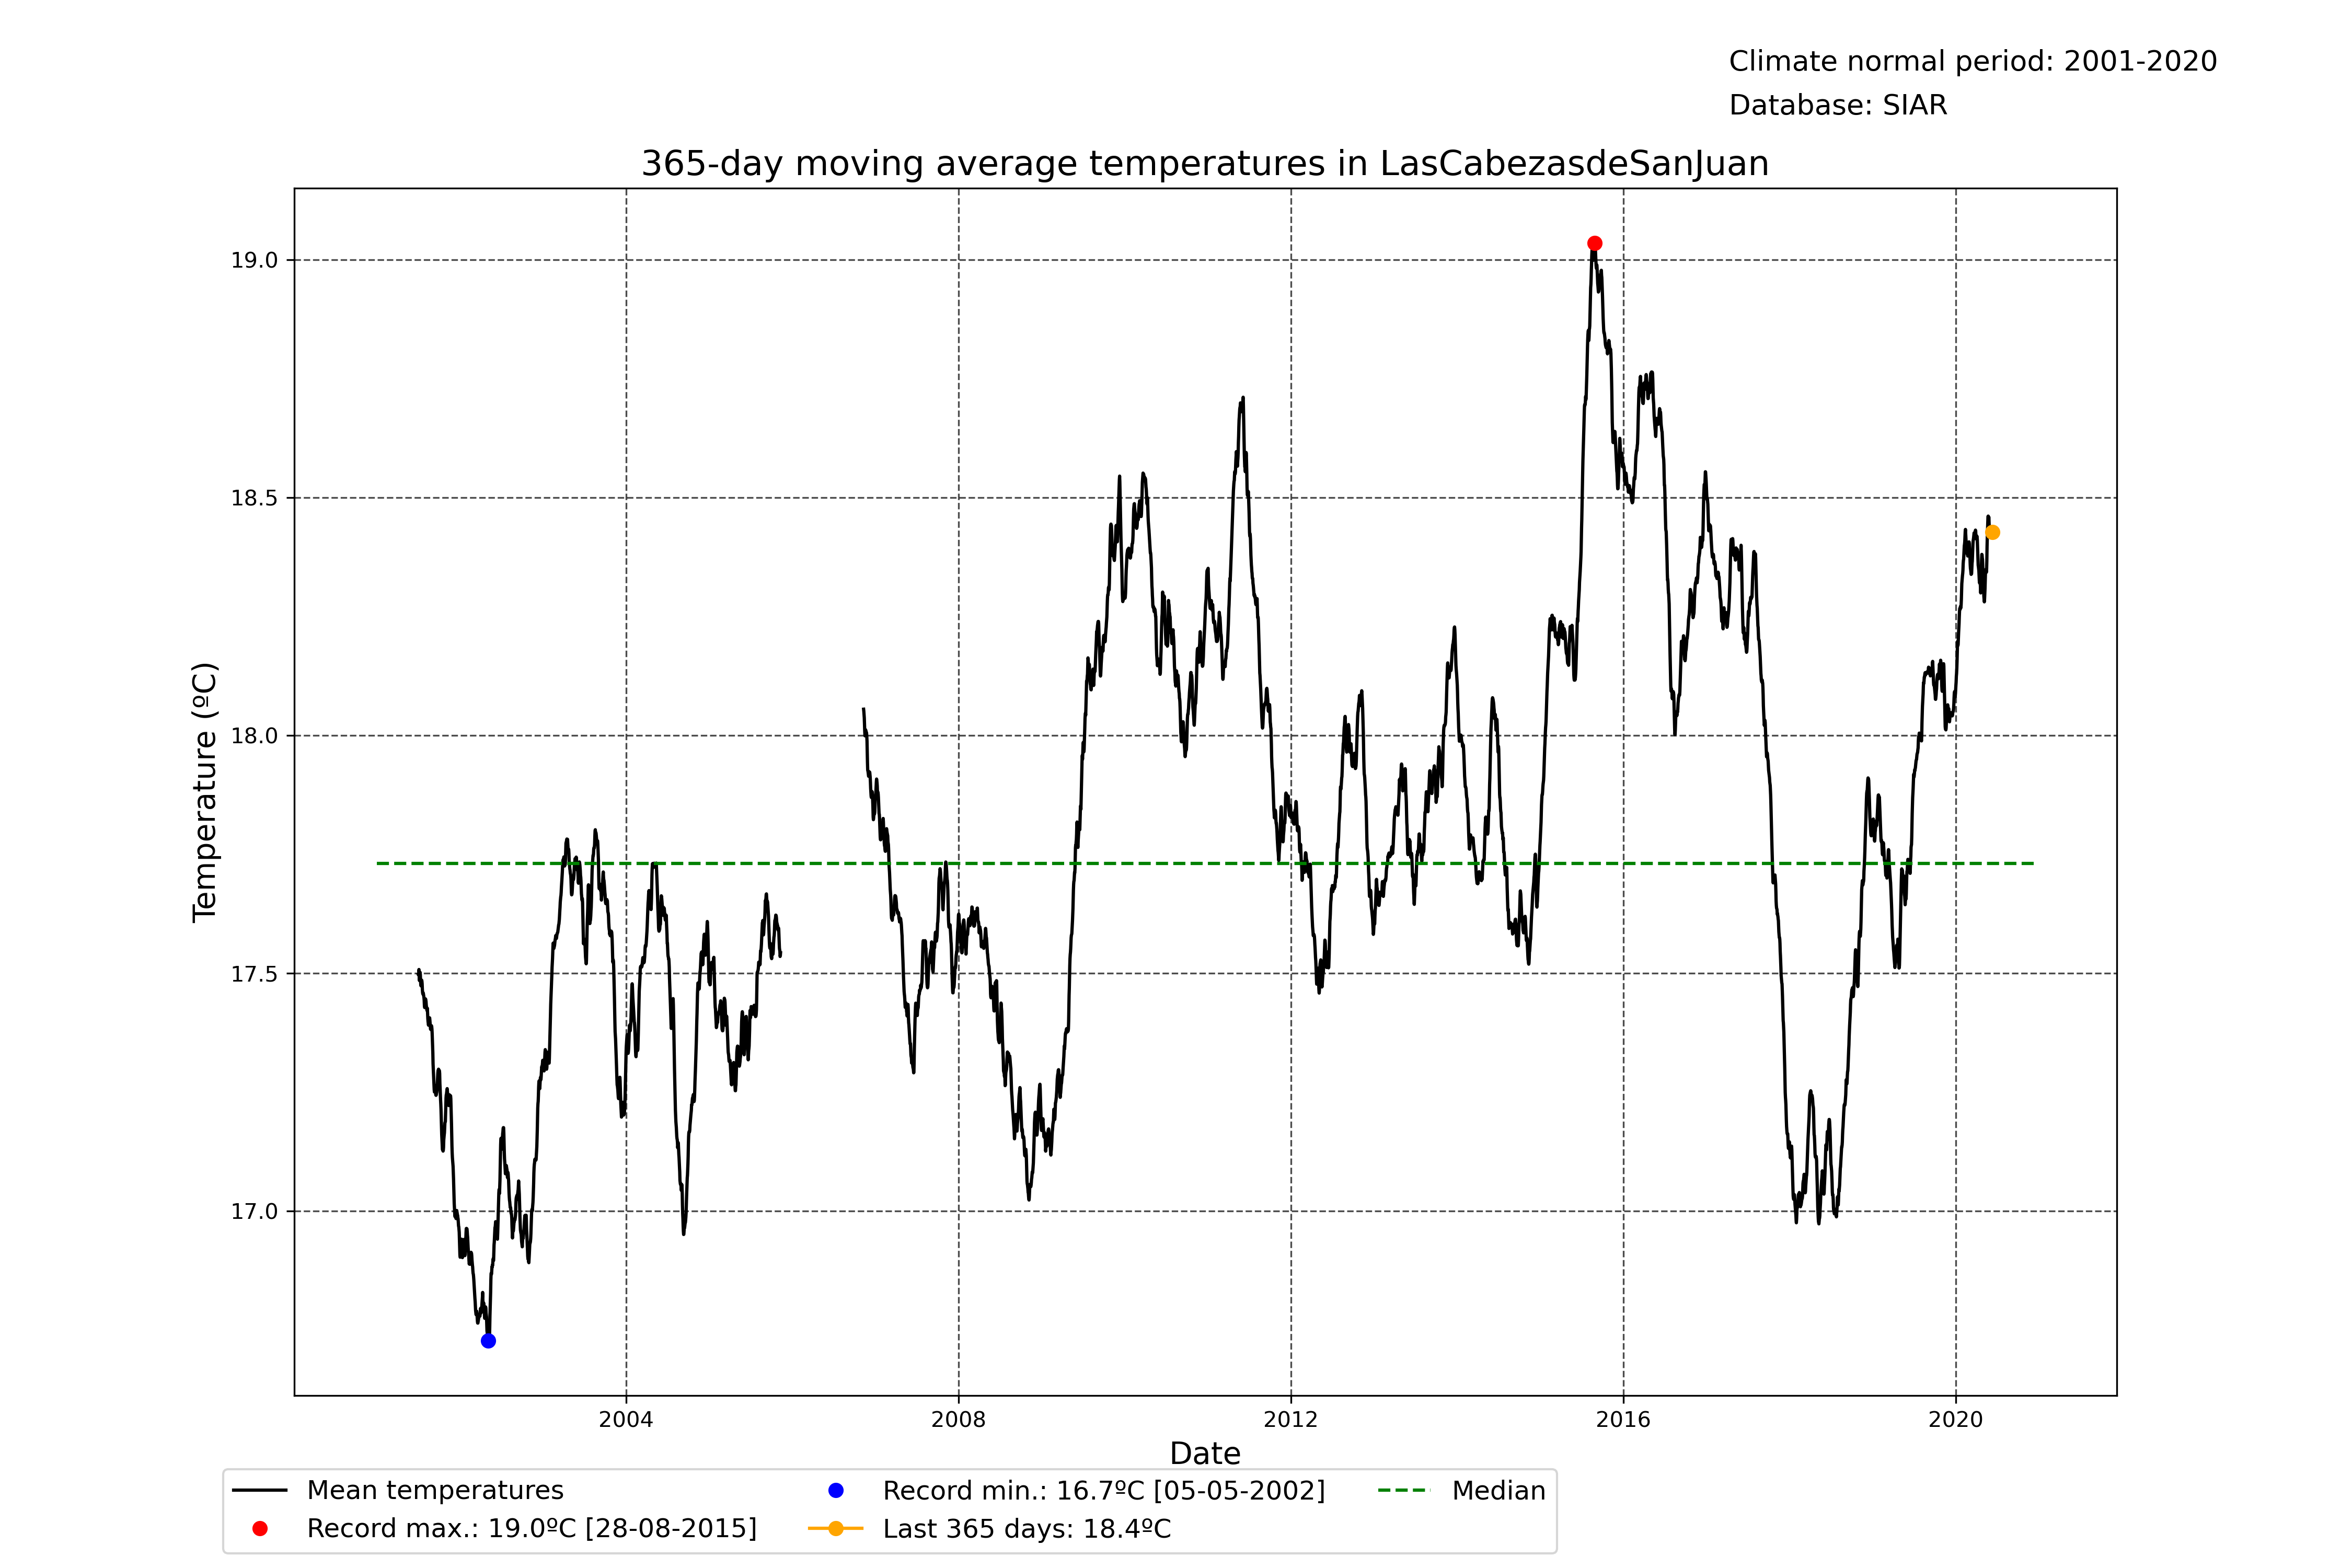 Climate normal period: 2001-2020
Database: SIAR
365-day moving average temperatures in LasCabezasdeSanJuan
19.0
18.5
18.0
17.5
17.0
Temperature (ºC)
2004 2008 2012 2016 2020
Date
Mean temperatures
Record max.: 19.0ºC [28-08-2015]
Record min.: 16.7ºC [05-05-2002]
Last 365 days: 18.4ºC
Median